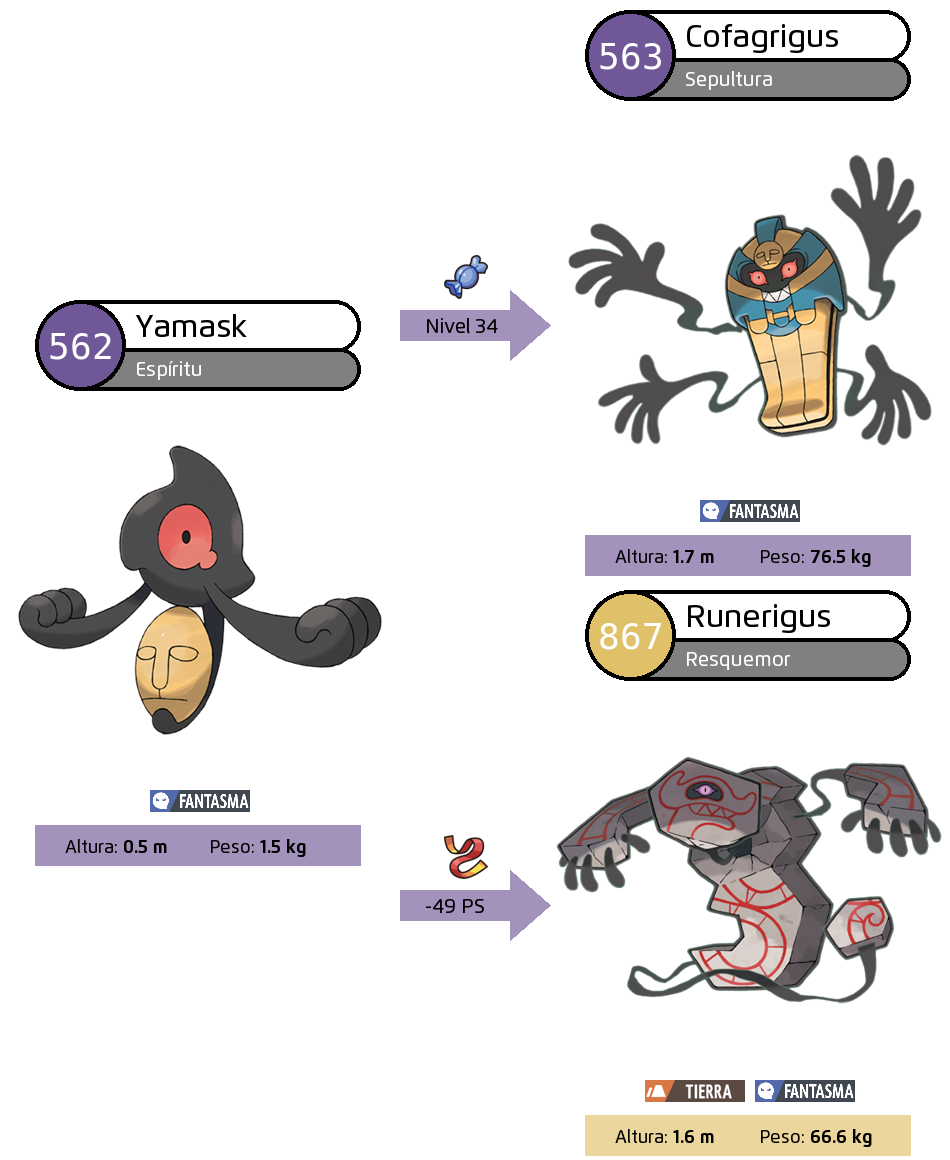 563
Cofagrigus
Sepultura
Nivel 34
562
Yamask
Espíritu
FANTASMA
Altura: 1.7 m Peso: 76.5 kg
867
Runerigus
Resquemor
FANTASMA
Altura: 0.5 m Peso: 1.5 kg
-49 PS
TIERRA FANTASMA
Altura: 1.6 m Peso: 66.6 kg